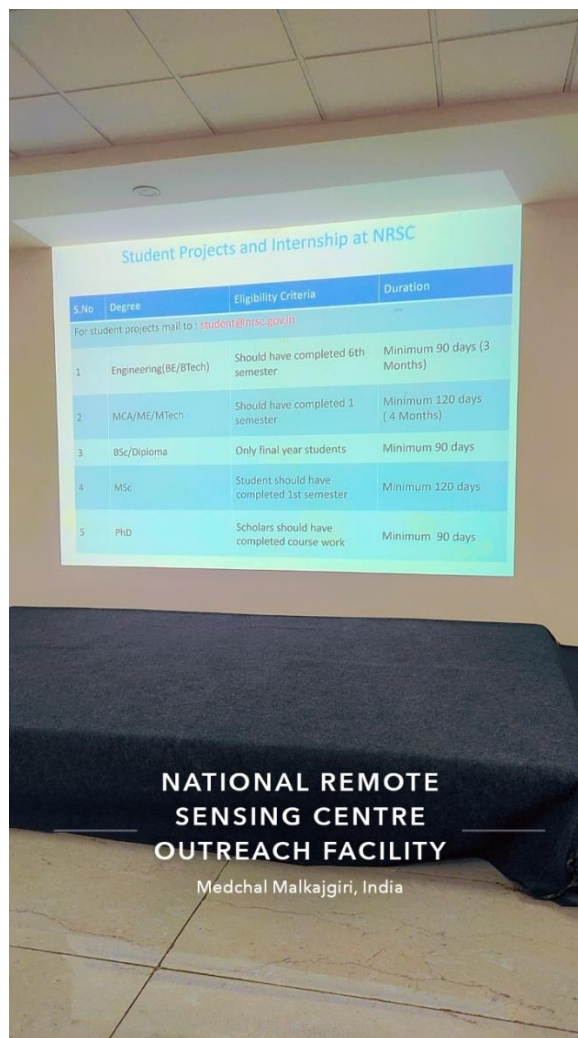 Student Projects and Internship at NRSC
S.No Degree Eligibility Criteria Duration
For student projects mail to : student@nrsc.gov.in
1 Engineering(BE/BTech) Should have completed 6th semester Minimum 90 days (3 Months)
2 MCA/ME/MTech Should have completed 1 semester Minimum 120 days ( 4 Months)
3 BSc/Diploma Only final year students Minimum 90 days
4 MSc Student should have completed 1st semester Minimum 120 days
5 PhD Scholars should have completed course work Minimum 90 days
NATIONAL REMOTE
SENSING CENTRE
OUTREACH FACILITY
Medchal Malkajgiri, India